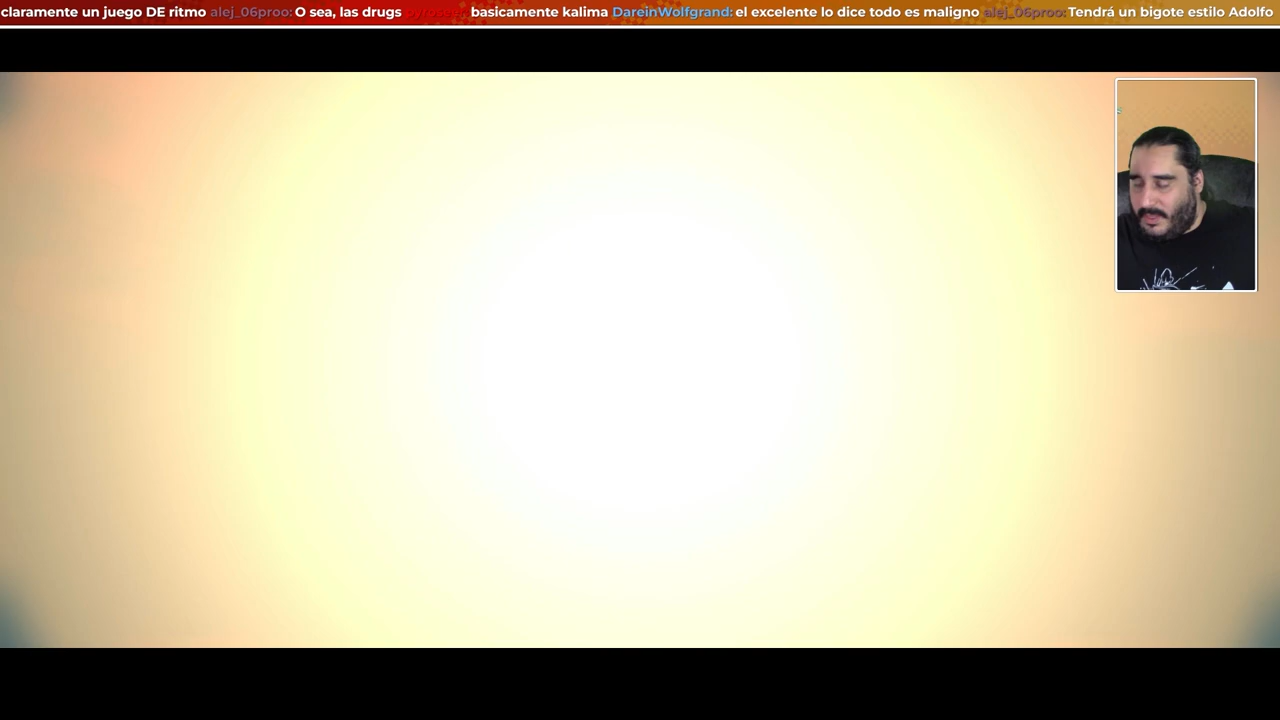 claramente un juego DE ritmo alej_06proo: O sea, las drugs basicamente kalima DareinWolfgrand: el excelente lo dice todo es maligno alej_06proo: Tendrá un bigote estilo Adolfo